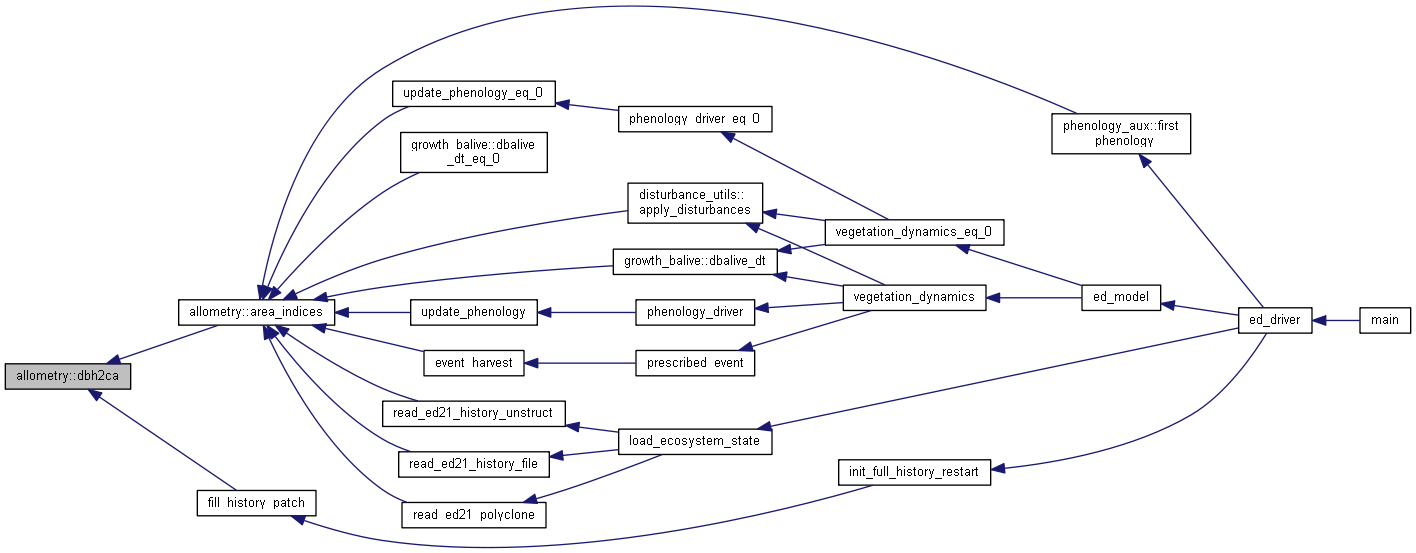 update_phenology_eq_0
phenology_driver_eq_0
phenology_aux::first
_phenology
growth_balive::dbalive
_dt_eq_0
disturbance_utils::
apply_disturbances
vegetation_dynamics_eq_0
growth_balive::dbalive_dt
vegetation_dynamics
ed_model
allometry::area_indices
update_phenology
phenology_driver
ed_driver
main
event_harvest
prescribed_event
allometry::dbh2ca
read_ed21_history_unstruct
load_ecosystem_state
read_ed21_history_file
init_full_history_restart
fill_history_patch
read_ed21_polyclone